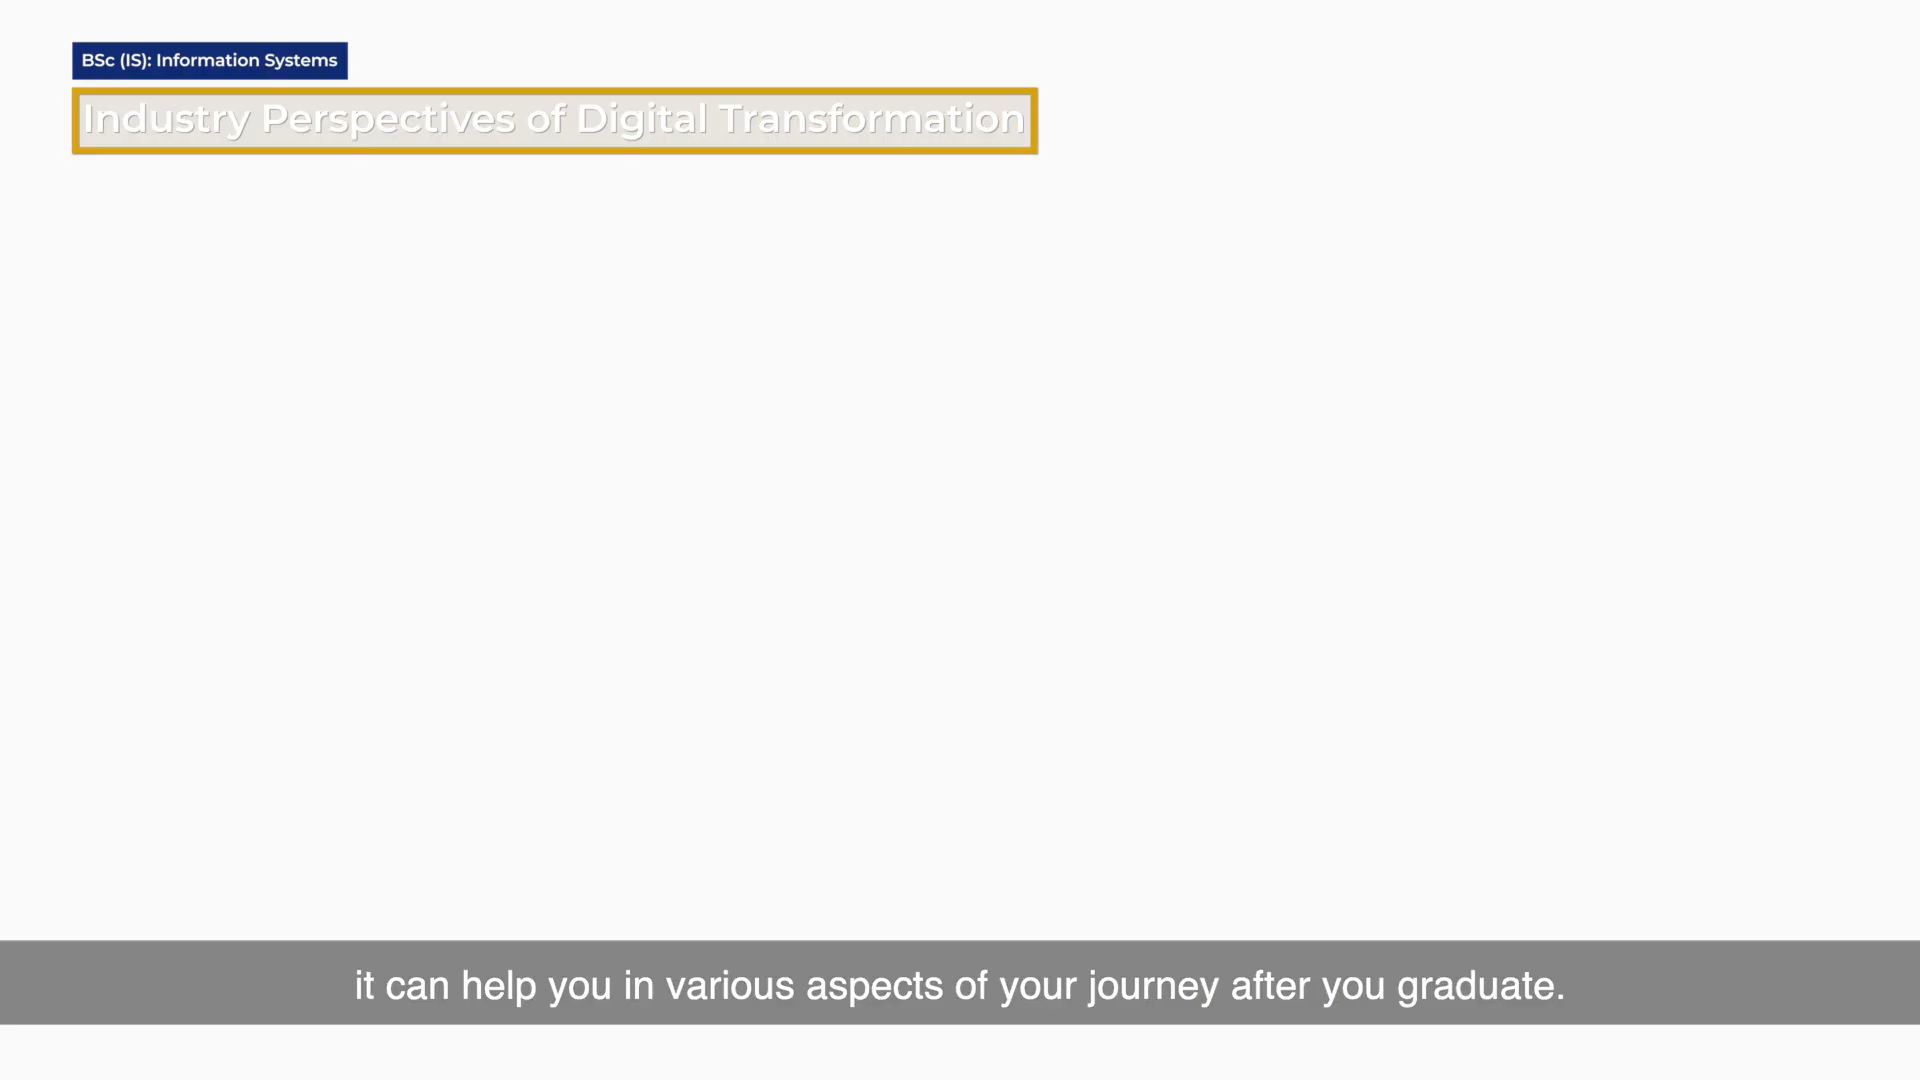 BSc (IS): Information Systems
Industry Perspectives of Digital Transformation
it can help you in various aspects of your journey after you graduate.